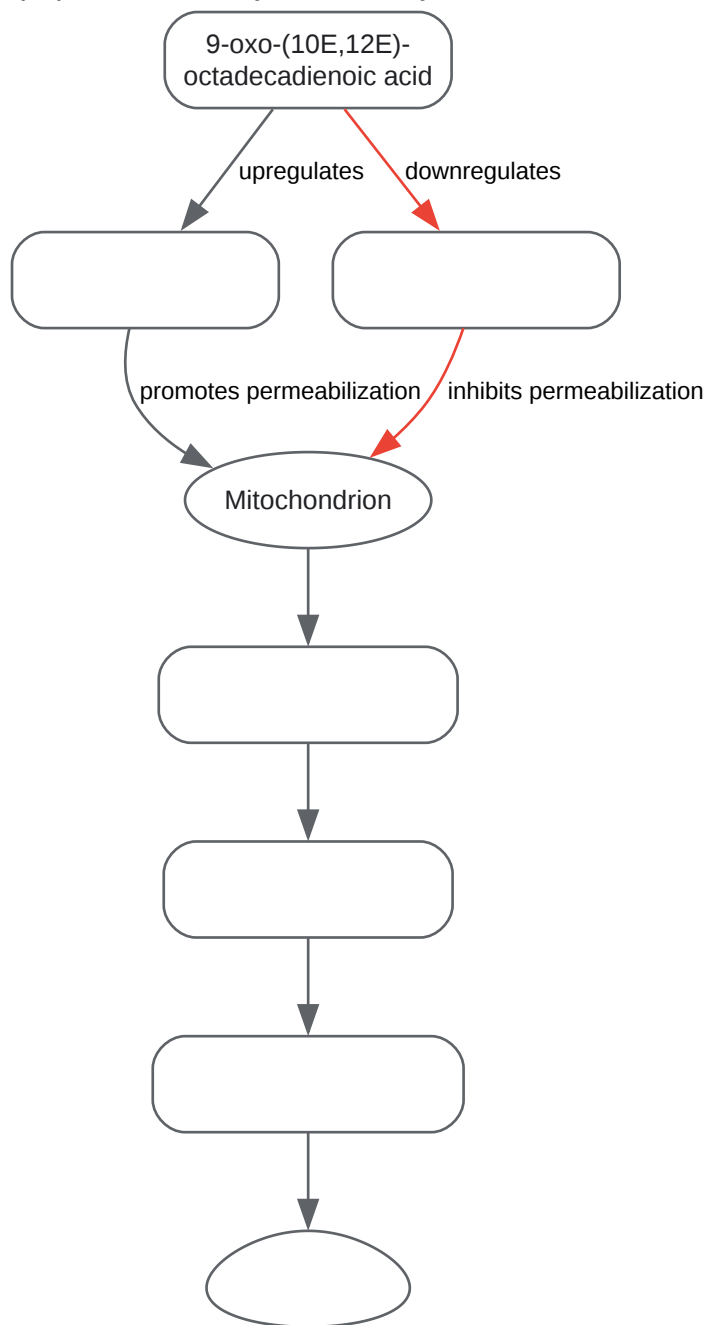 9-oxo-(10E,12E)-
octadecadienoic acid
upregulates
downregulates
promotes permeabilization
inhibits permeabilization
Mitochondrion